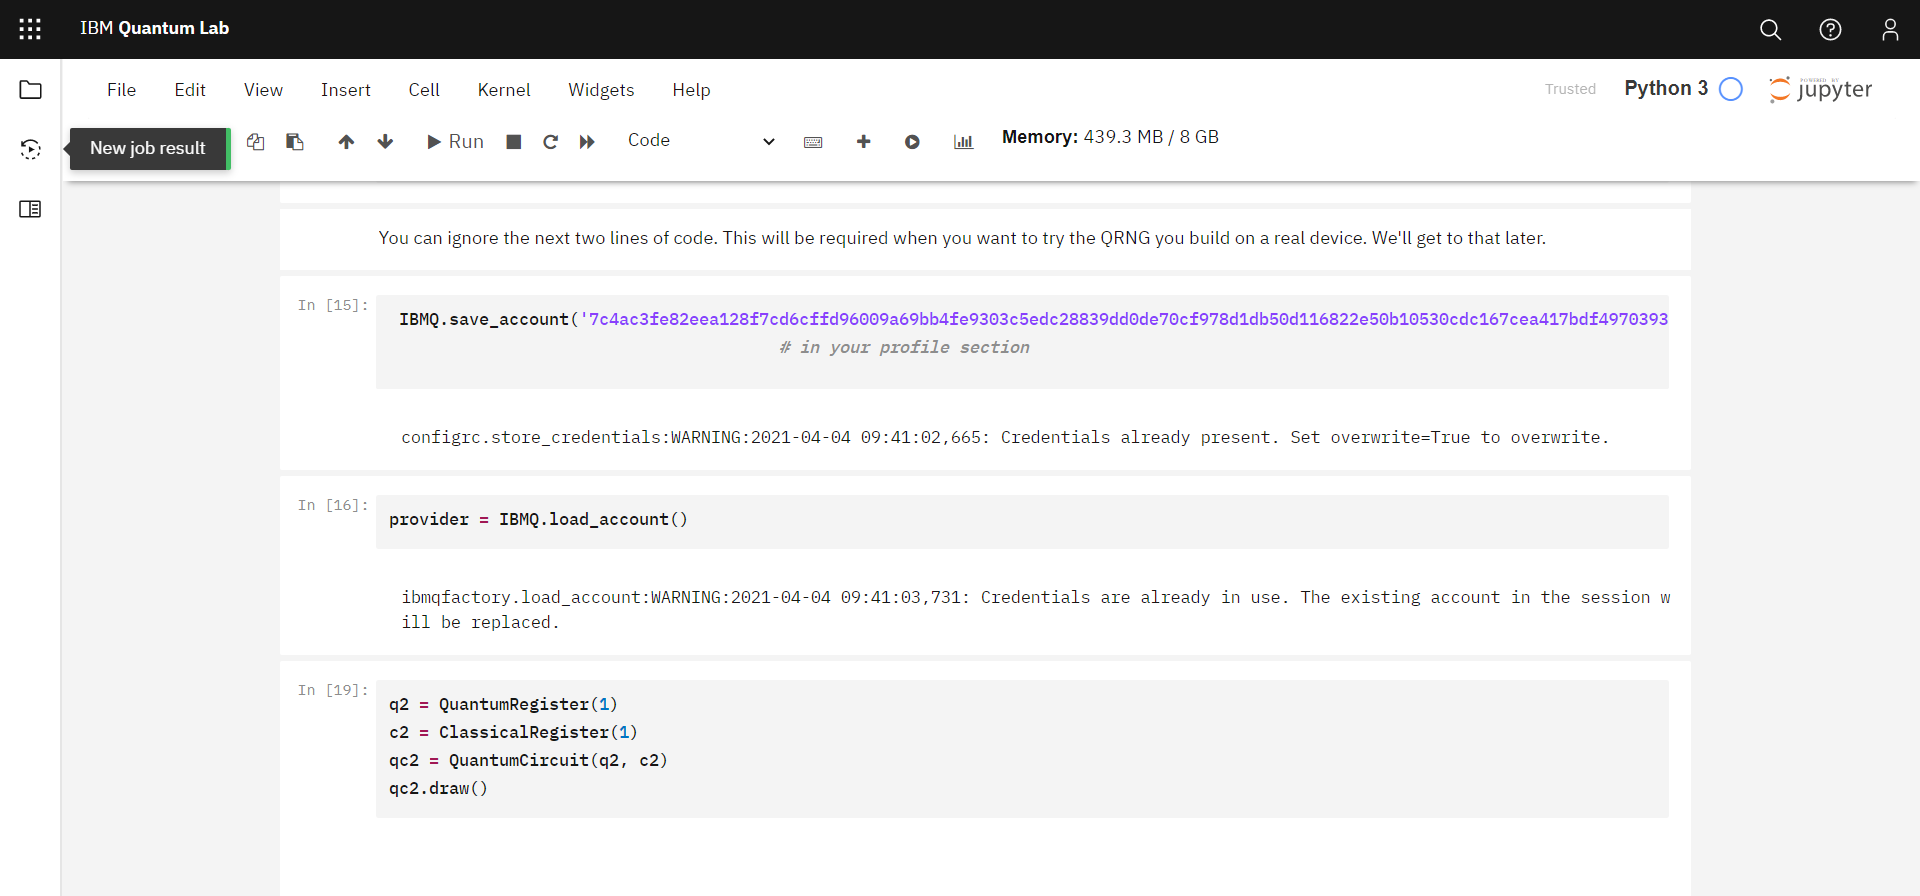 IBM Quantum Lab
File Edit View Insert Cell Kernel Widgets Help
Trusted Python 3 POWERED BY jupyter
New job result
Run Code Memory: 439.3 MB / 8 GB
You can ignore the next two lines of code. This will be required when you want to try the QRNG you build on a real device. We'll get to that later.
In [15]: IBMQ.save_account('7c4ac3fe82eea128f7cd6cffd96009a69bb4fe9303c5edc28839dd0de70cf978d1db50d116822e50b10530cdc167cea417bdf4970393
# in your profile section
configrc.store_credentials:WARNING:2021-04-04 09:41:02,665: Credentials already present. Set overwrite=True to overwrite.
In [16]: provider = IBMQ.load_account()
ibmqfactory.load_account:WARNING:2021-04-04 09:41:03,731: Credentials are already in use. The existing account in the session w
ill be replaced.
In [19]: q2 = QuantumRegister(1)
c2 = ClassicalRegister(1)
qc2 = QuantumCircuit(q2, c2)
qc2.draw()